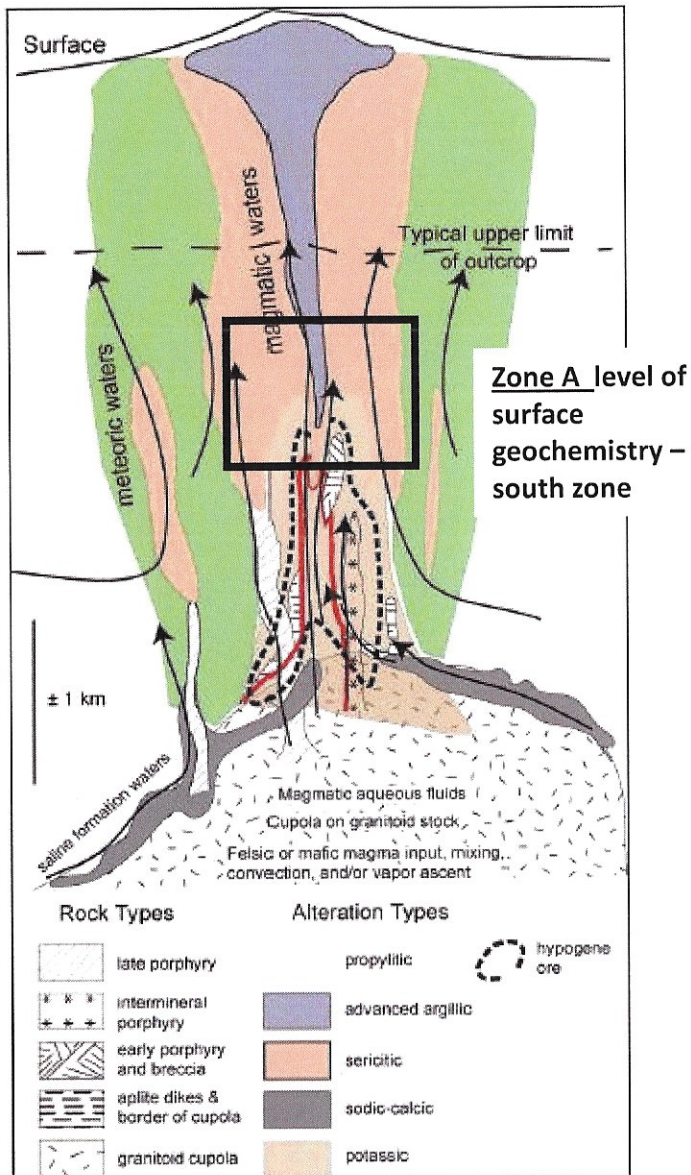 Surface
magmatic waters
Typical upper limit
of outcrop
meteoric waters
Zone A level of
surface
geochemistry –
south zone
± 1 km
saline formation waters
Magmatic aqueous fluids
Cupola on granitoid stock
Felsic or mafic magma input, mixing,
convection, and/or vapor ascent
Rock Types
late porphyry
intermineral
porphyry
early porphyry
and breccia
aplite dikes &
border of cupola
granitoid cupola
Alteration Types
propylitic
advanced argillic
sericitic
sodic-calcic
potassic
hypogene
ore